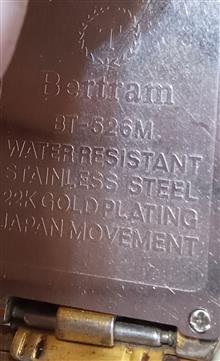 Bertram
BT-526M
WATER RESISTANT
STAINLESS STEEL
22K GOLD PLATING
JAPAN MOVEMENT